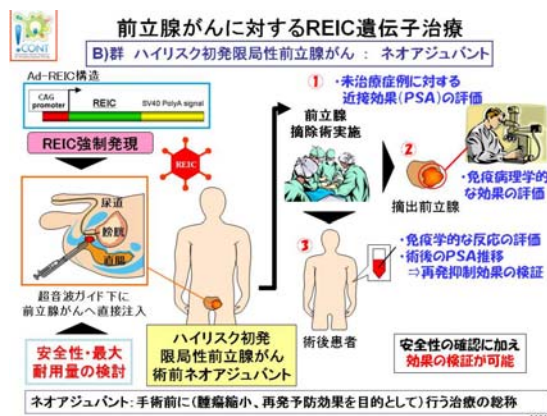 I'CONT
前立腺がんに対するREIC遺伝子治療
B)群 ハイリスク初発限局性前立腺がん : ネオアジュバント
Ad-REIC構造
CAG
promoter
REIC
SV40 PolyA signal
REIC強制発現
REIC
尿道
膀胱
直腸
超音波ガイド下に
前立腺がんへ直接注入
安全性・最大
耐用量の検討
ハイリスク初発
限局性前立腺がん
術前ネオアジュバント
① ・未治療症例に対する
近接効果(PSA)の評価
前立腺
摘除術実施
②
摘出前立腺
・免疫病理学的
な効果の評価
③
術後患者
・免疫学的な反応の評価
・術後のPSA推移
⇒再発抑制効果の検証
安全性の確認に加え
効果の検証が可能
ネオアジュバント:手術前に(腫瘍縮小、再発予防効果を目的として)行う治療の総称